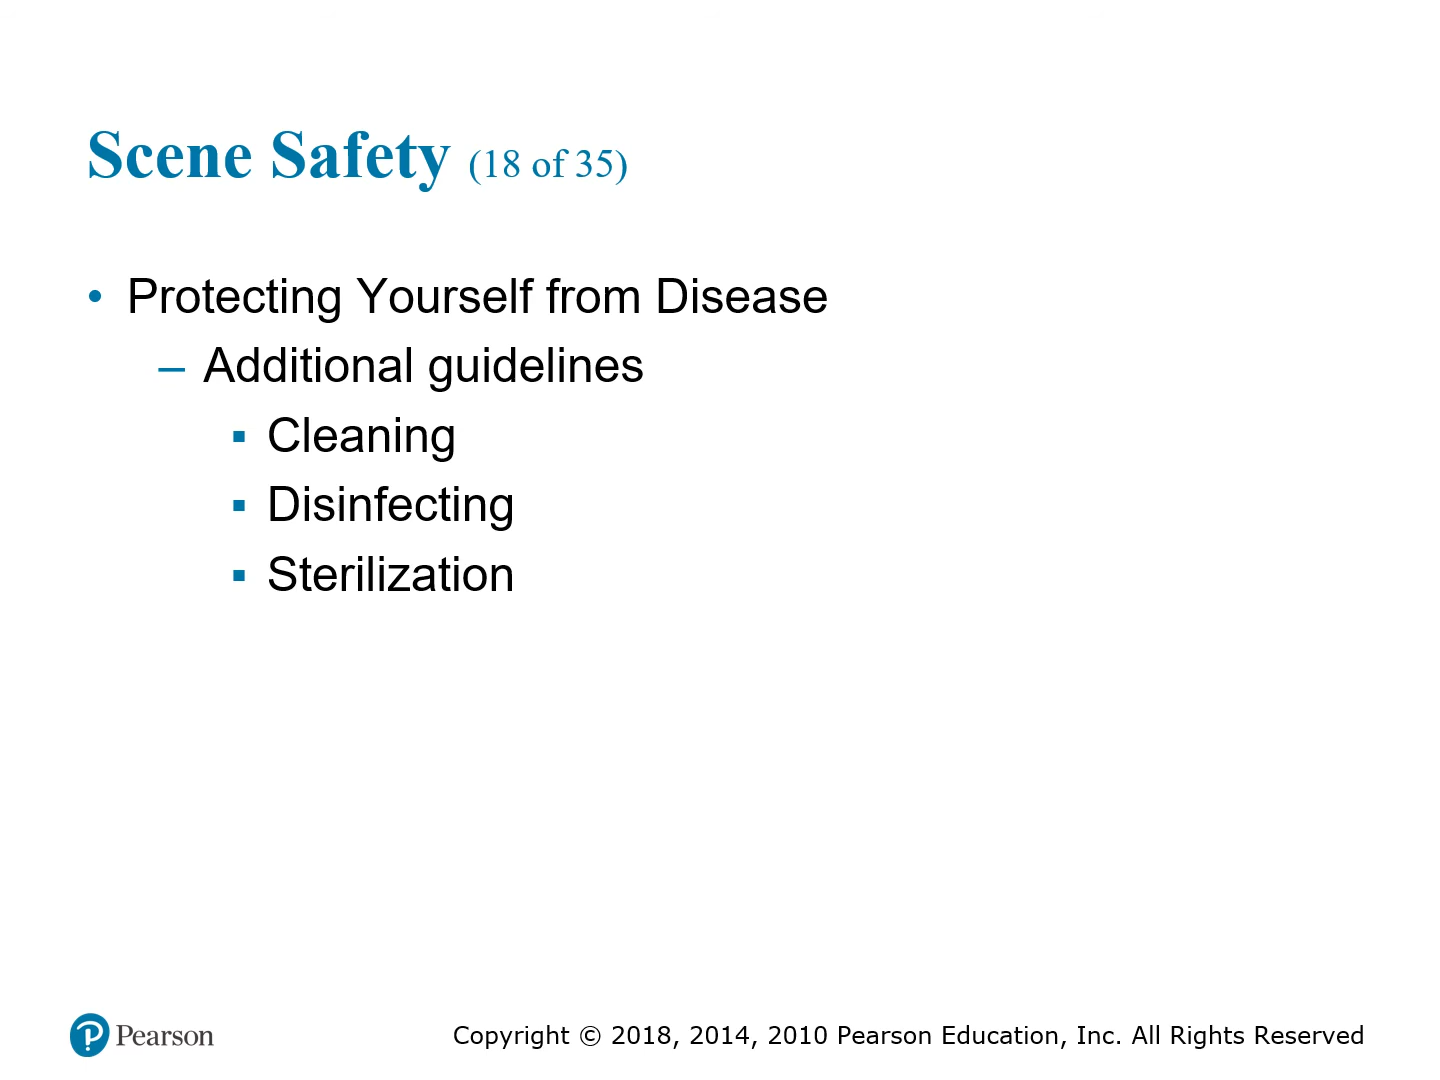 Scene Safety (18 of 35)
• Protecting Yourself from Disease
– Additional guidelines
▪ Cleaning
▪ Disinfecting
▪ Sterilization
Pearson
Copyright © 2018, 2014, 2010 Pearson Education, Inc. All Rights Reserved